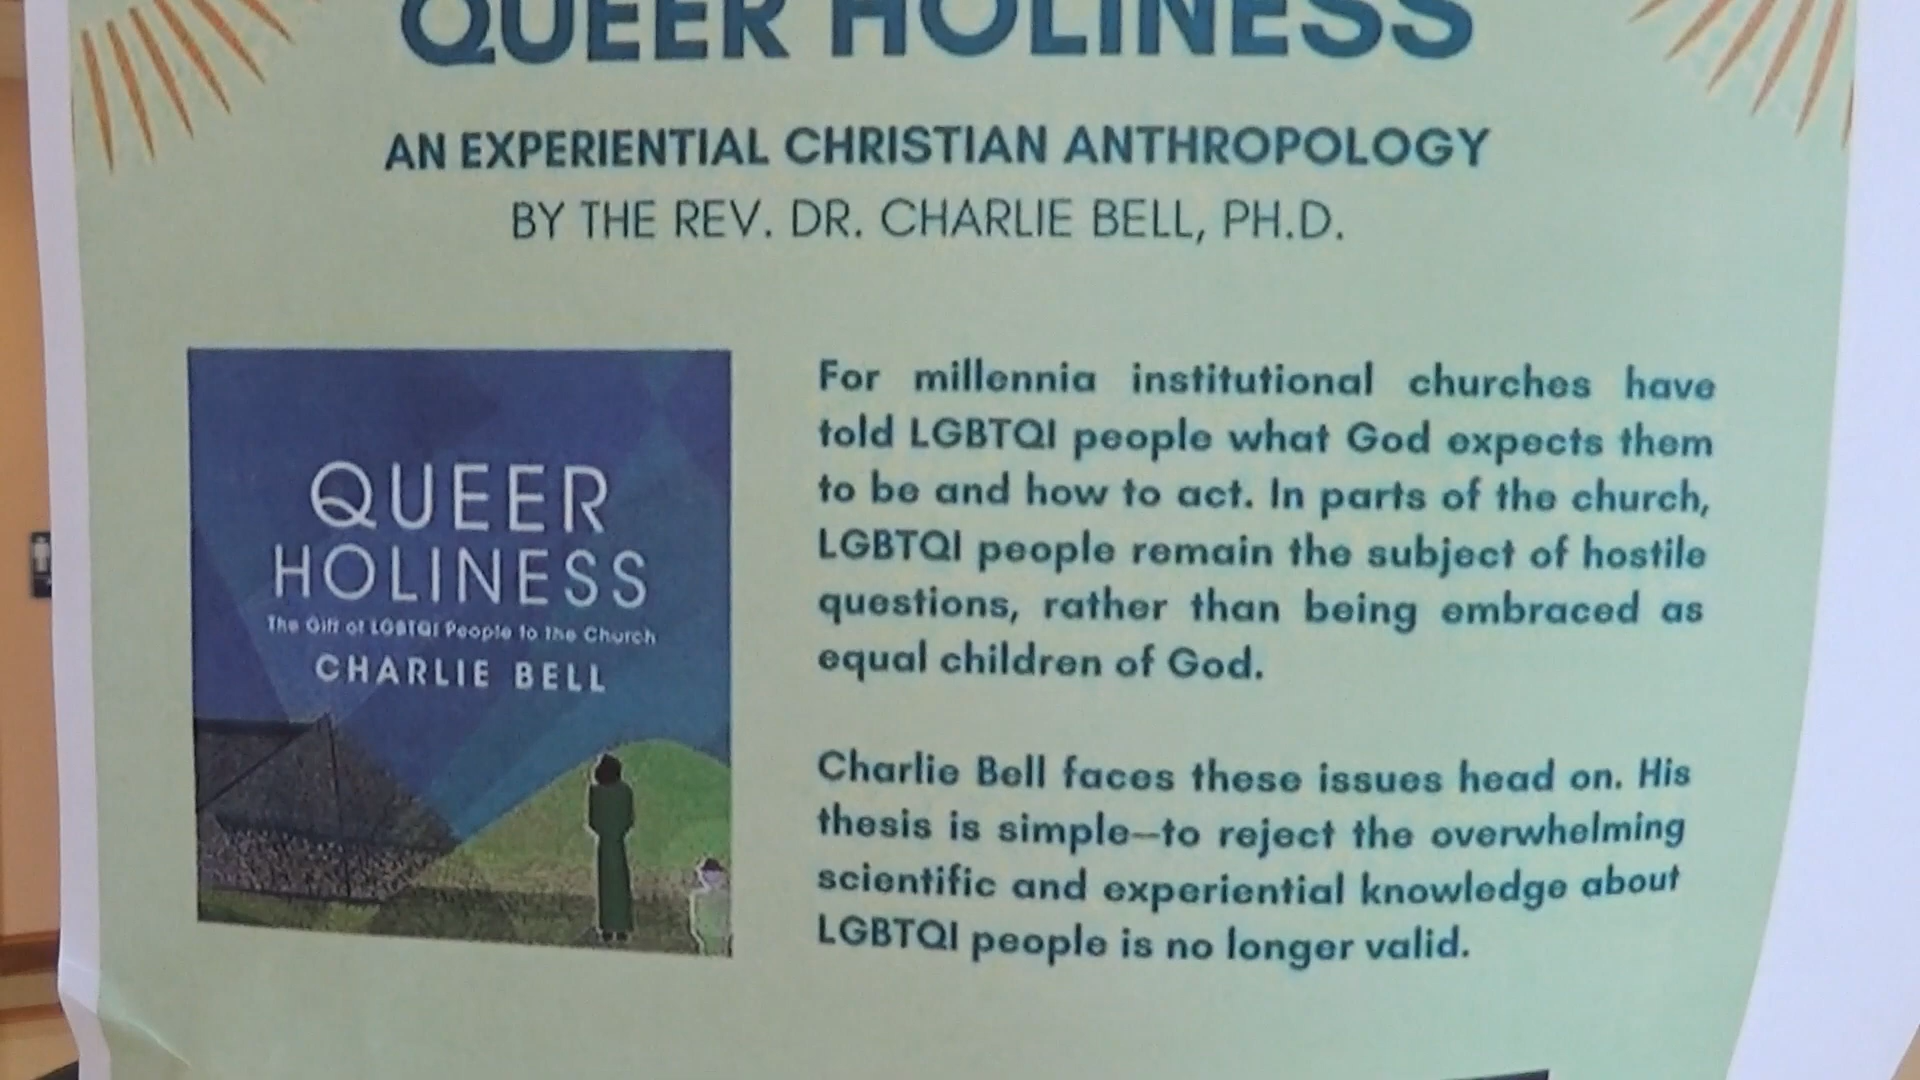 QUEER HOLINESS
AN EXPERIENTIAL CHRISTIAN ANTHROPOLOGY
BY THE REV. DR. CHARLIE BELL, PH.D.
QUEER
HOLINESS
The Gift of LGBTQI People to the Church
CHARLIE BELL
For millennia institutional churches have
told LGBTQI people what God expects them
to be and how to act. In parts of the church,
LGBTQI people remain the subject of hostile
questions, rather than being embraced as
equal children of God.
Charlie Bell faces these issues head on. His
thesis is simple—to reject the overwhelming
scientific and experiential knowledge about
LGBTQI people is no longer valid.